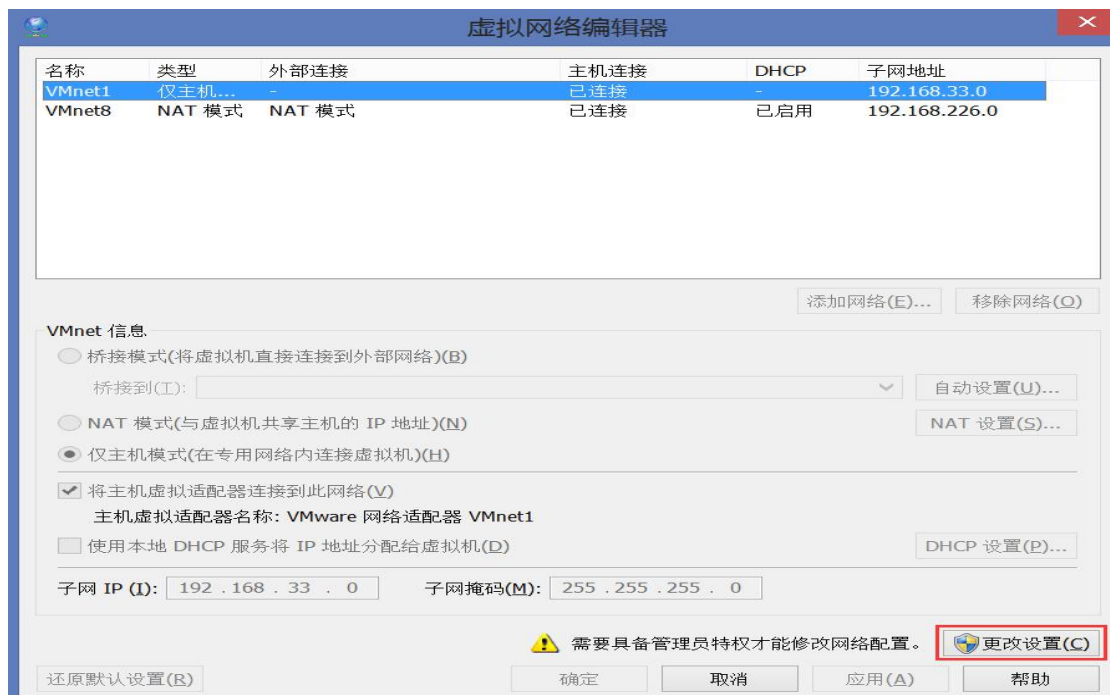 虚拟网络编辑器
名称 类型 外部连接 主机连接 DHCP 子网地址
VMnet1 仅主机... - 已连接 - 192.168.33.0
VMnet8 NAT 模式 NAT 模式 已连接 已启用 192.168.226.0
添加网络(E)... 移除网络(O)
VMnet 信息
桥接模式(将虚拟机直接连接到外部网络)(B)
桥接到(T): 自动设置(U)...
NAT 模式(与虚拟机共享主机的 IP 地址)(N) NAT 设置(S)...
仅主机模式(在专用网络内连接虚拟机)(H)
将主机虚拟适配器连接到此网络(V)
主机虚拟适配器名称: VMware 网络适配器 VMnet1
使用本地 DHCP 服务将 IP 地址分配给虚拟机(D) DHCP 设置(P)...
子网 IP (I): 192 . 168 . 33 . 0 子网掩码(M): 255 . 255 . 255 . 0
需要具备管理员特权才能修改网络配置。 更改设置(C)
还原默认设置(R) 确定 取消 应用(A) 帮助